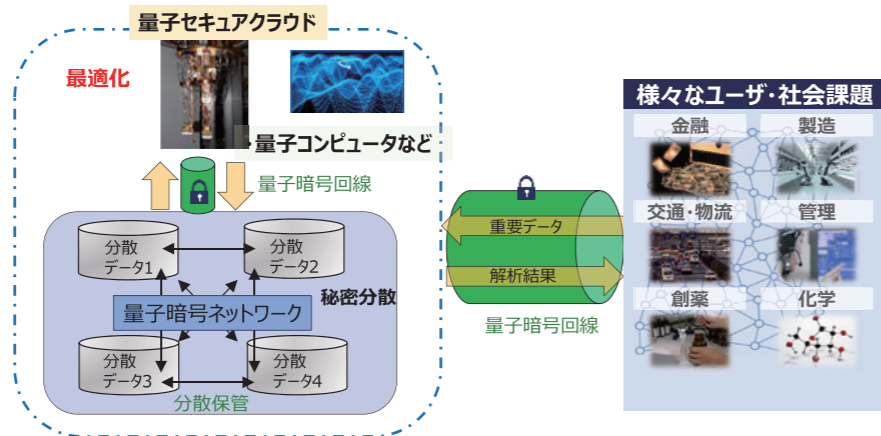 量子セキュアクラウド
最適化
・量子コンピュータなど
量子暗号回線
分散
データ1
分散
データ2
秘密分散
量子暗号ネットワーク
分散
データ3
分散
データ4
分散保管
重要データ
解析結果
量子暗号回線
様々なユーザ・社会課題
金融
製造
交通・物流
管理
創薬
化学